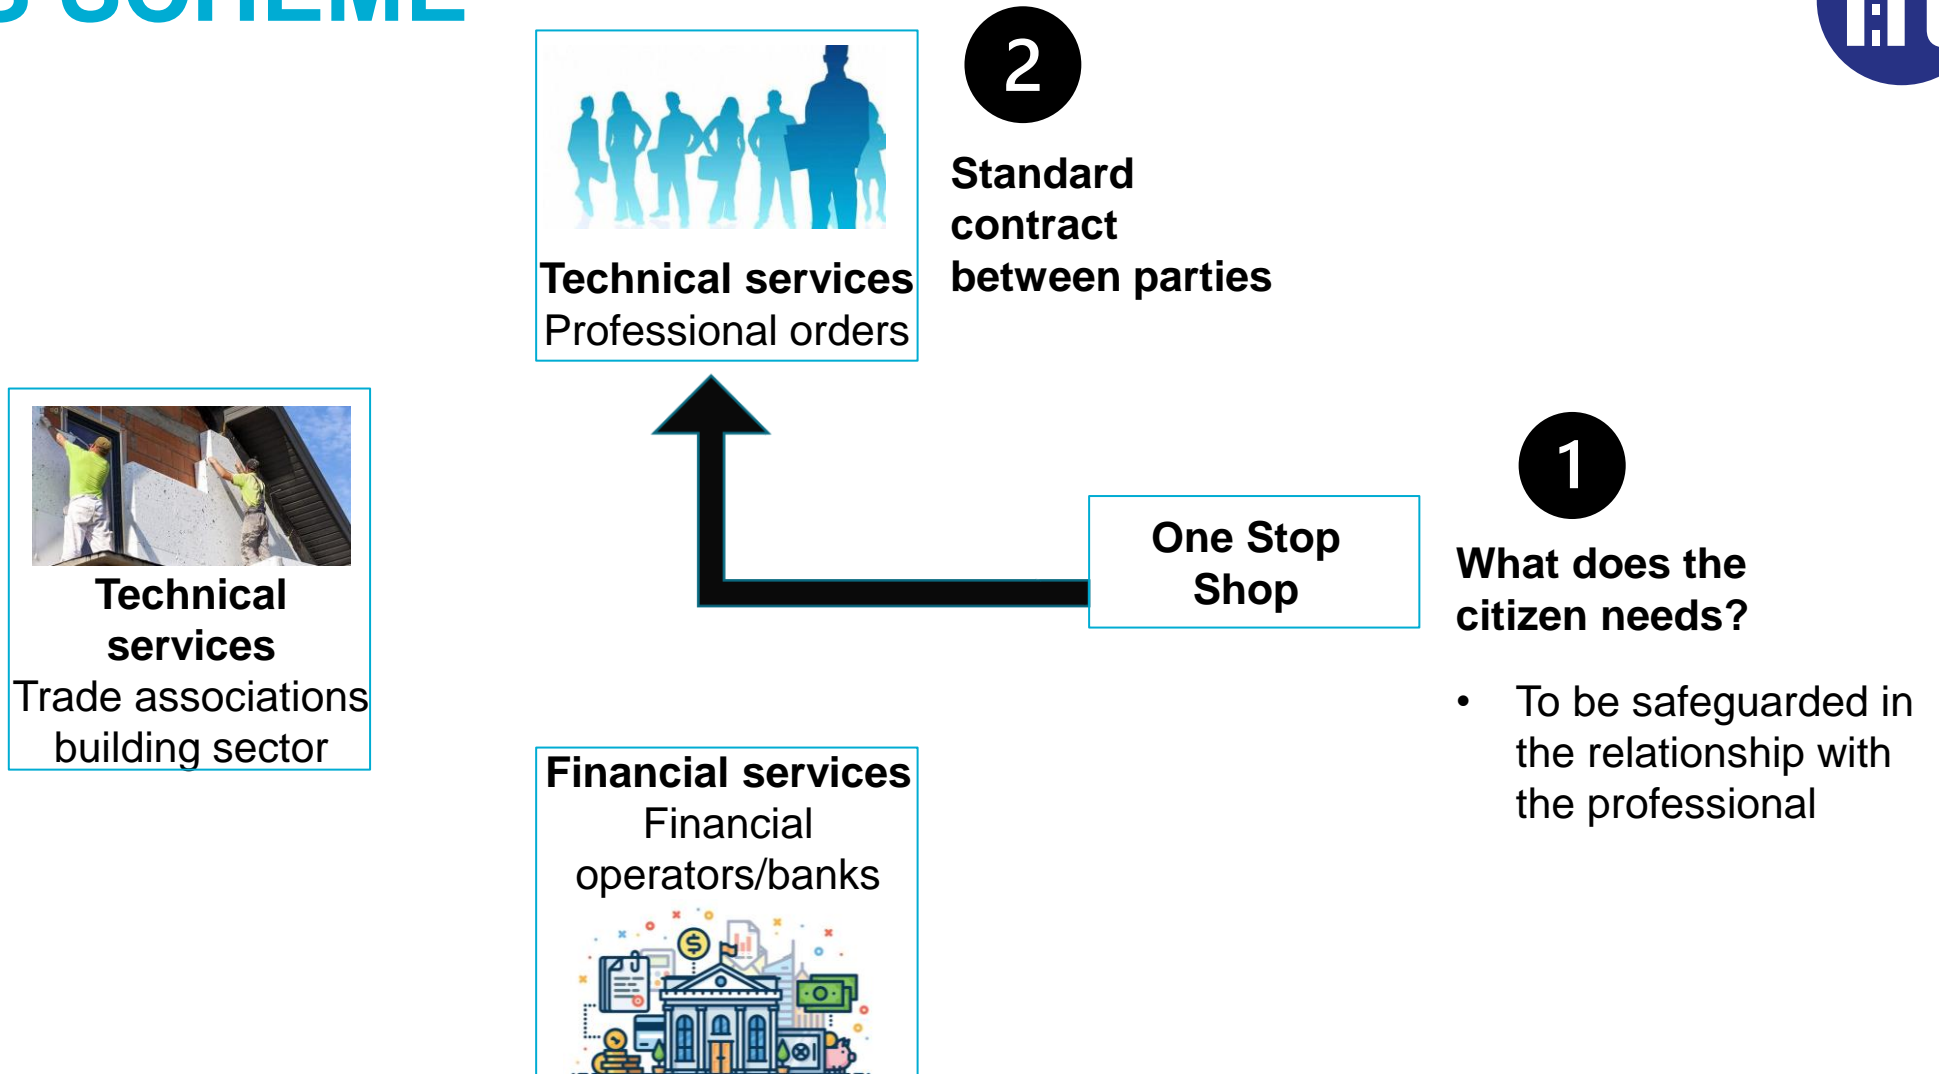 SCHEME
2
Standard
contract
between parties
Technical services
Professional orders
Technical
services
Trade associations
building sector
One Stop
Shop
1
What does the
citizen needs?
• To be safeguarded in
the relationship with
the professional
Financial services
Financial
operators/banks